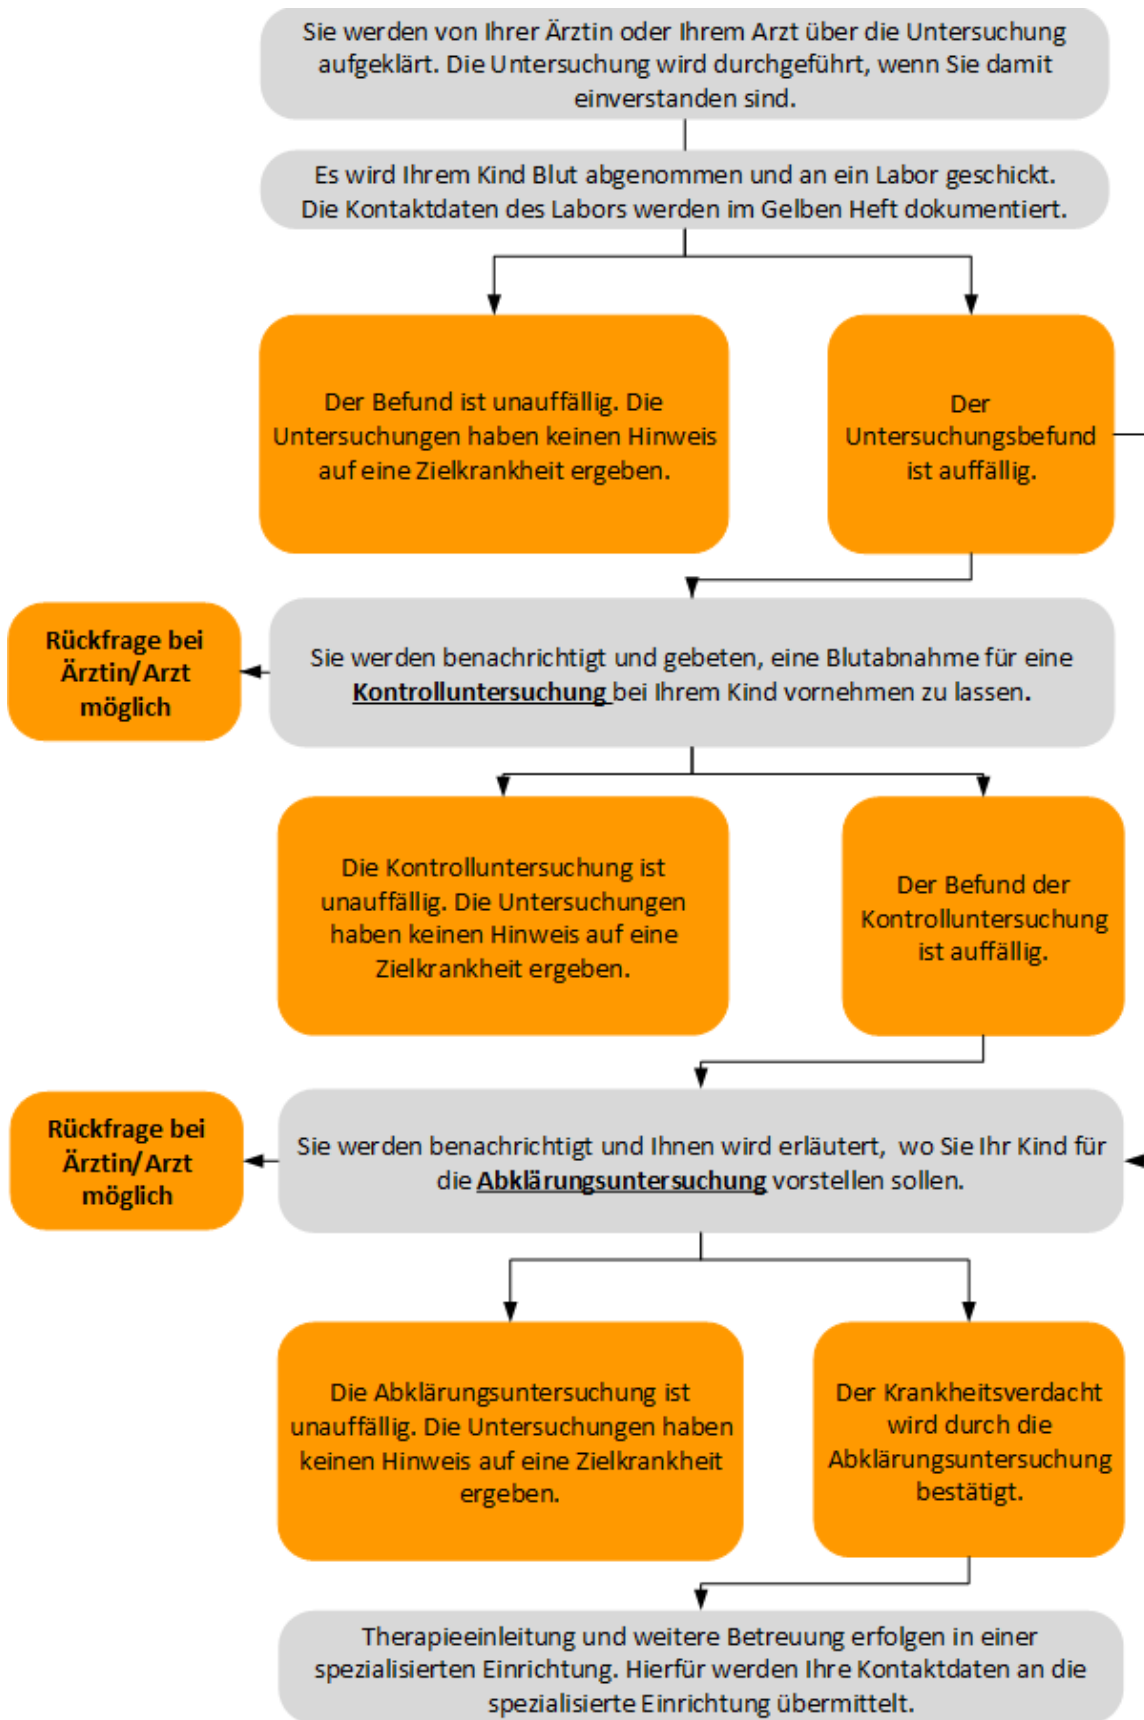 Sie werden von Ihrer Ärztin oder Ihrem Arzt über die Untersuchung
aufgeklärt. Die Untersuchung wird durchgeführt, wenn Sie damit
einverstanden sind.
Es wird Ihrem Kind Blut abgenommen und an ein Labor geschickt.
Die Kontaktdaten des Labors werden im Gelben Heft dokumentiert.
Der Befund ist unauffällig. Die
Untersuchungen haben keinen Hinweis
auf eine Zielkrankheit ergeben.
Der
Untersuchungsbefund
ist auffällig.
Rückfrage bei
Ärztin/Arzt
möglich
Sie werden benachrichtigt und gebeten, eine Blutabnahme für eine
Kontrolluntersuchung bei Ihrem Kind vornehmen zu lassen.
Die Kontrolluntersuchung ist
unauffällig. Die Untersuchungen
haben keinen Hinweis auf eine
Zielkrankheit ergeben.
Der Befund der
Kontrolluntersuchung
ist auffällig.
Rückfrage bei
Ärztin/Arzt
möglich
Sie werden benachrichtigt und Ihnen wird erläutert, wo Sie Ihr Kind für
die Abklärungsuntersuchung vorstellen sollen.
Die Abklärungsuntersuchung ist
unauffällig. Die Untersuchungen haben
keinen Hinweis auf eine Zielkrankheit
ergeben.
Der Krankheitsverdacht
wird durch die
Abklärungsuntersuchung
bestätigt.
Therapieeinleitung und weitere Betreuung erfolgen in einer
spezialisierten Einrichtung. Hierfür werden Ihre Kontaktdaten an die
spezialisierte Einrichtung übermittelt.